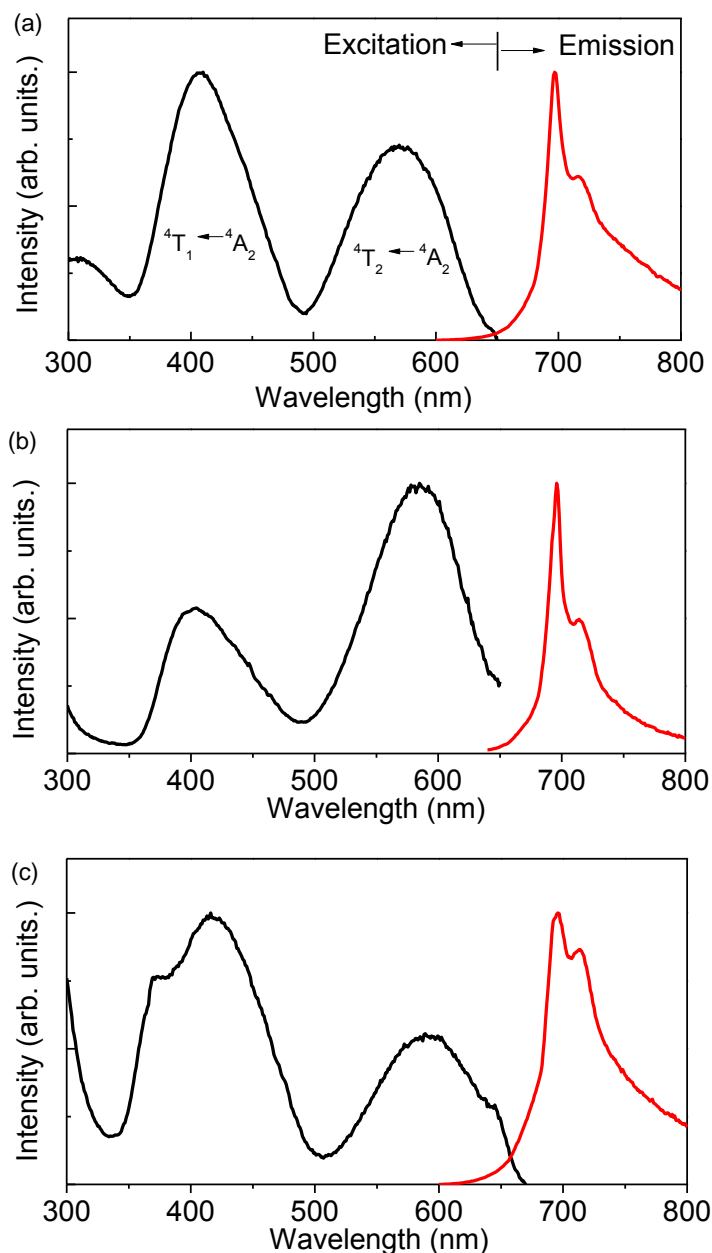 (a)
Excitation ← → Emission
Intensity (arb. units.)
⁴T₁ ← ⁴A₂
⁴T₂ ← ⁴A₂
300 400 500 600 700 800
Wavelength (nm)
(b)
Intensity (arb. units.)
300 400 500 600 700 800
Wavelength (nm)
(c)
Intensity (arb. units.)
300 400 500 600 700 800
Wavelength (nm)